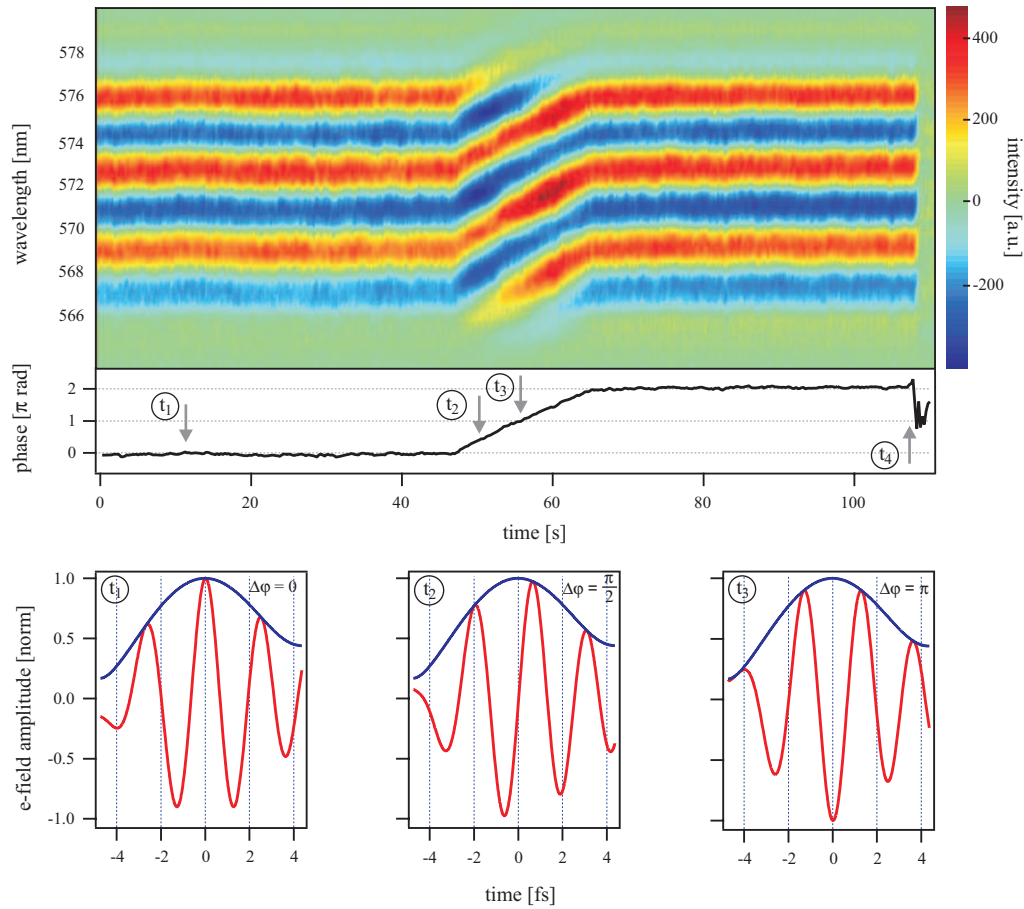 578
576
574
572
570
568
566
wavelength [nm]
400
200
0
-200
intensity [a.u.]
2
1
0
phase [π rad]
t1
t2
t3
t4
0 20 40 60 80 100
time [s]
1.0
0.5
0.0
-0.5
-1.0
e-field amplitude [norm]
t1 Δφ = 0
t2 Δφ = π/2
t3 Δφ = π
-4 -2 0 2 4
-4 -2 0 2 4
-4 -2 0 2 4
time [fs]